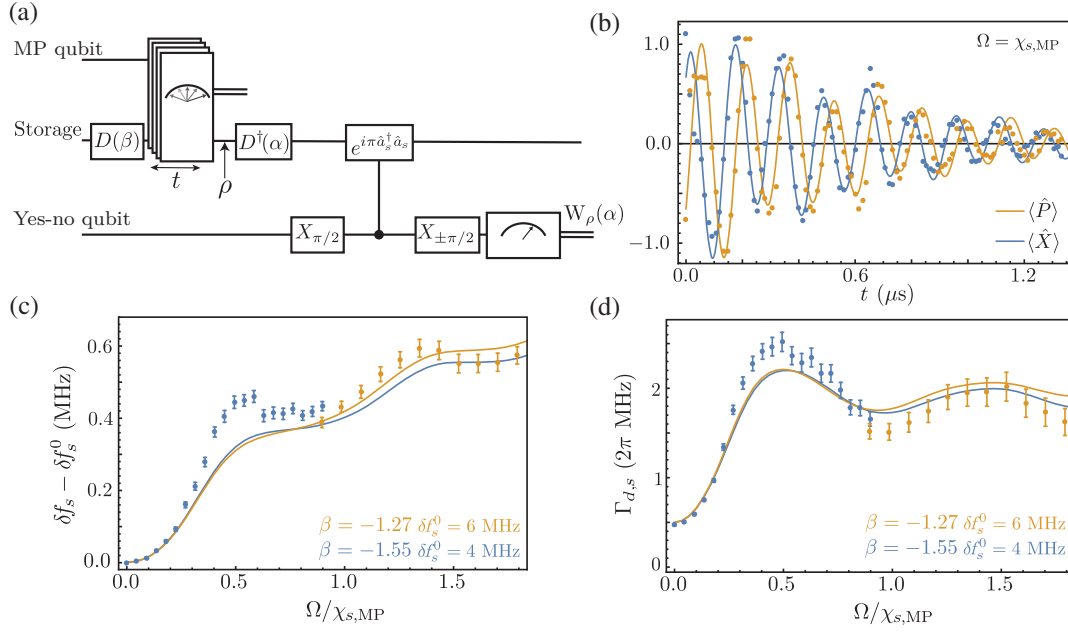 (a)
MP qubit
Storage
D(β)
t
ρ
D†(α)
e^{iπâ_s†â_s}
Yes-no qubit
X_{π/2}
X_{±π/2}
W_ρ(α)
(b)
Ω = χ_{s,MP}
1.0
0.0
−1.0
⟨P̂⟩
⟨X̂⟩
0.0 0.6 1.2
t (μs)
(c)
δf_s − δf_s^0 (MHz)
0.6
0.4
0.2
0.0
β = −1.27 δf_s^0 = 6 MHz
β = −1.55 δf_s^0 = 4 MHz
0.0 0.5 1.0 1.5
Ω/χ_{s,MP}
(d)
Γ_{d,s} (2π MHz)
2
1
0
β = −1.27 δf_s^0 = 6 MHz
β = −1.55 δf_s^0 = 4 MHz
0.0 0.5 1.0 1.5
Ω/χ_{s,MP}